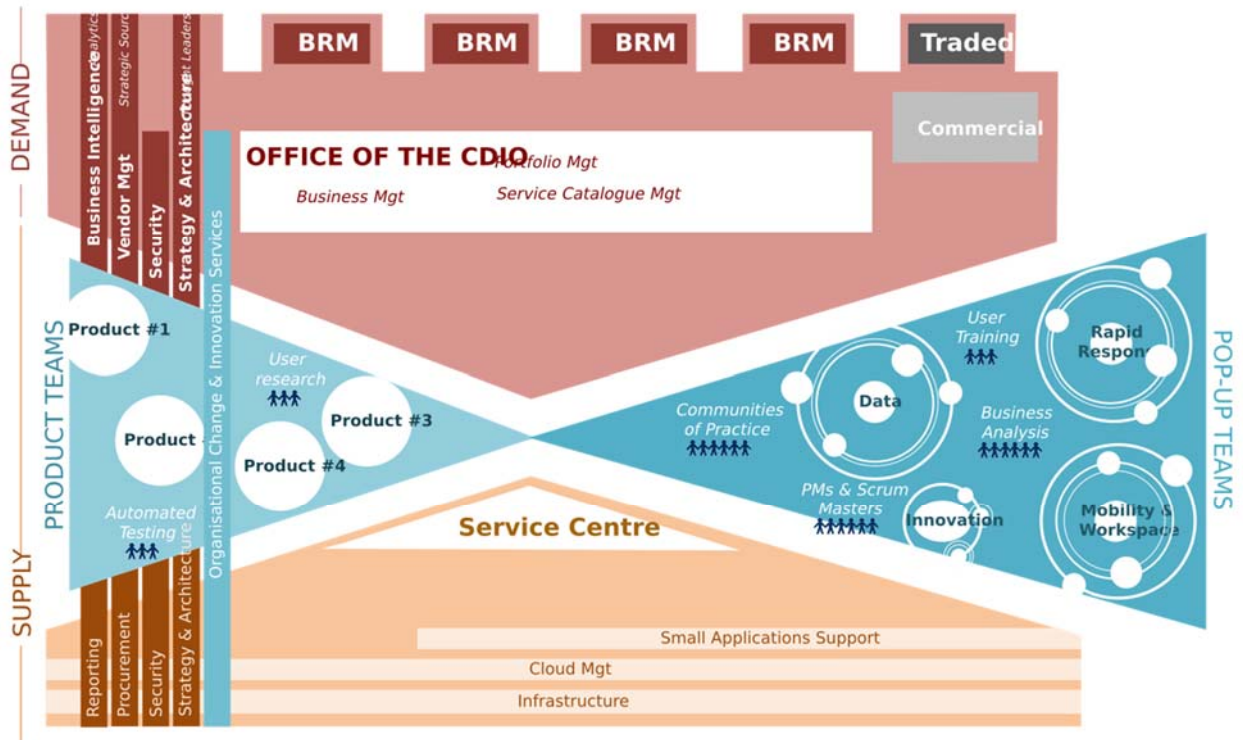 DEMAND
SUPPLY
BRM
BRM
BRM
BRM
Traded
Commercial
Business Intelligence
Vendor Mgt
Strategic Sourc
Security
Strategy & Architecture
Organisational Change & Innovation Services
OFFICE OF THE CDIO
Portfolio Mgt
Business Mgt
Service Catalogue Mgt
PRODUCT TEAMS
Product #1
Product
Product #3
Product #4
User
research
Automated
Testing
POP-UP TEAMS
User
Training
Rapid
Respons
Data
Communities
of Practice
Business
Analysis
PMs & Scrum
Masters
Innovation
Mobility &
Workspace
Service Centre
Small Applications Support
Cloud Mgt
Infrastructure
Reporting
Procurement
Security
Strategy & Architecture